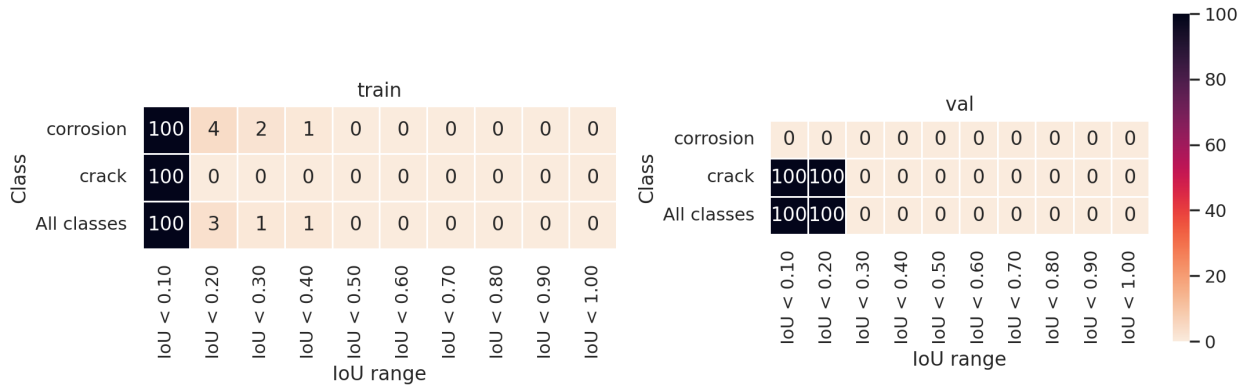 train
Class
corrosion 100 4 2 1 0 0 0 0 0 0
crack 100 0 0 0 0 0 0 0 0 0
All classes 100 3 1 1 0 0 0 0 0 0
IoU < 0.10 IoU < 0.20 IoU < 0.30 IoU < 0.40 IoU < 0.50 IoU < 0.60 IoU < 0.70 IoU < 0.80 IoU < 0.90 IoU < 1.00
IoU range
val
Class
corrosion 0 0 0 0 0 0 0 0 0 0
crack 100 100 0 0 0 0 0 0 0 0
All classes 100 100 0 0 0 0 0 0 0 0
IoU < 0.10 IoU < 0.20 IoU < 0.30 IoU < 0.40 IoU < 0.50 IoU < 0.60 IoU < 0.70 IoU < 0.80 IoU < 0.90 IoU < 1.00
IoU range
100
80
60
40
20
0